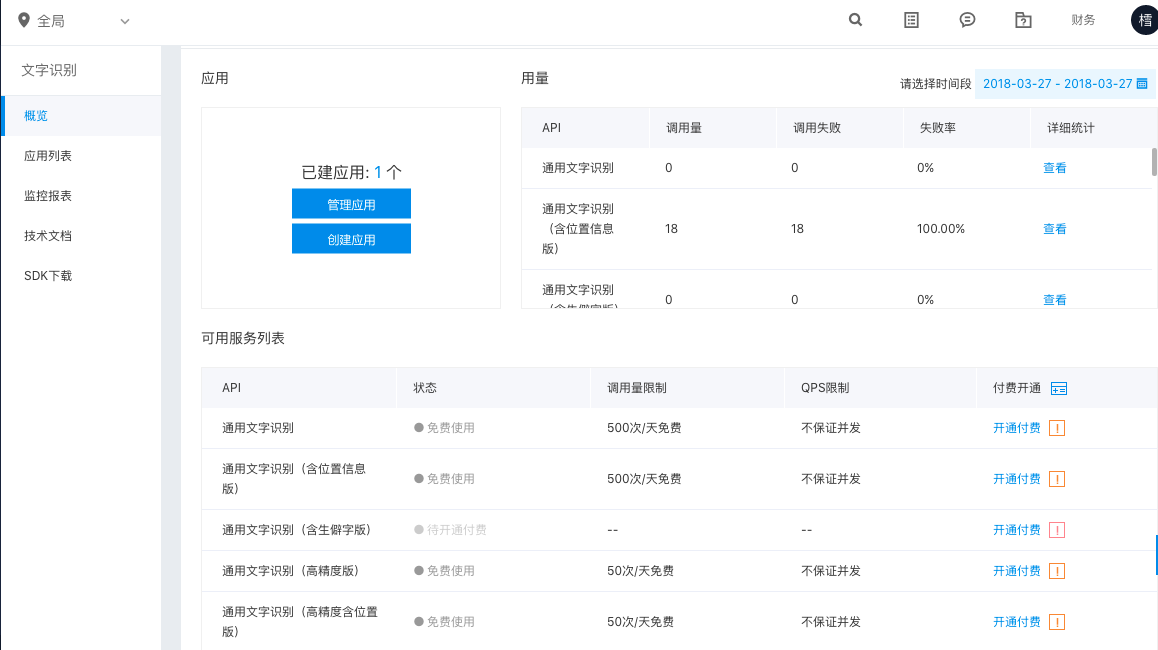 全局
财务
檽
文字识别
概览
应用列表
监控报表
技术文档
SDK下载
应用
已建应用: 1 个
管理应用
创建应用
用量
请选择时间段 2018-03-27 - 2018-03-27
API 调用量 调用失败 失败率 详细统计
通用文字识别 0 0 0% 查看
通用文字识别
(含位置信息 18 18 100.00% 查看
版)
通用文字识别
(含生僻字版) 0 0 0% 查看
可用服务列表
API 状态 调用量限制 QPS限制 付费开通
通用文字识别 免费使用 500次/天免费 不保证并发 开通付费
通用文字识别（含位置信息
版） 免费使用 500次/天免费 不保证并发 开通付费
通用文字识别（含生僻字版） 待开通付费 -- -- 开通付费
通用文字识别（高精度版） 免费使用 50次/天免费 不保证并发 开通付费
通用文字识别（高精度含位置
版） 免费使用 50次/天免费 不保证并发 开通付费